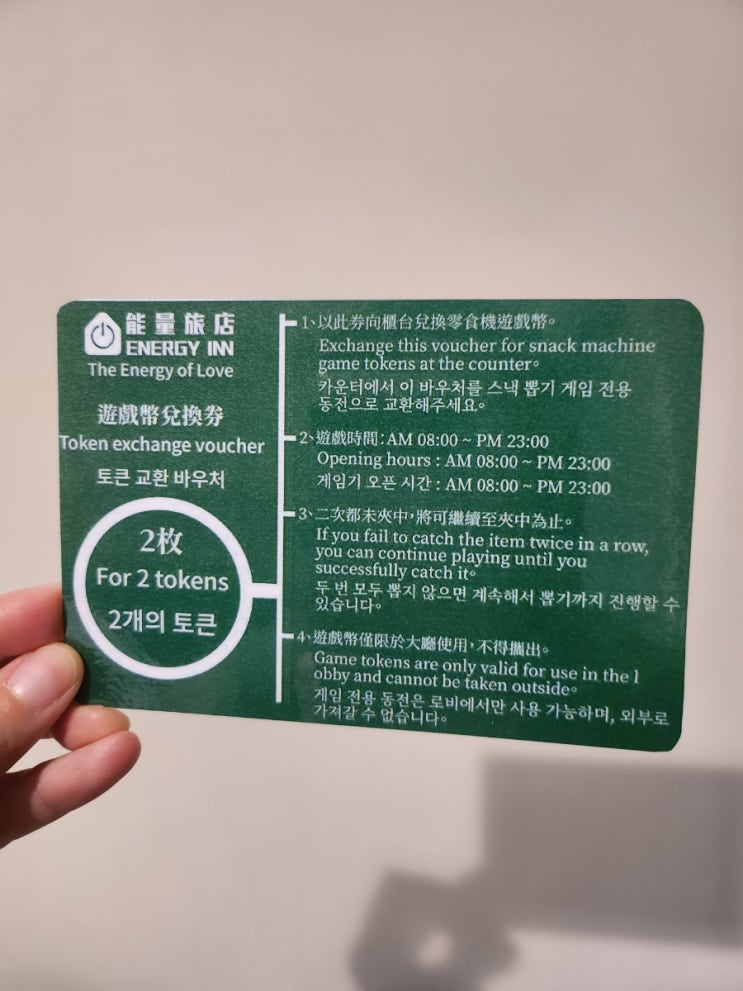 能量旅店
ENERGY INN
The Energy of Love
遊戲幣兌換券
Token exchange voucher
토큰 교환 바우처
2枚
For 2 tokens
2개의 토큰
1、以此券向櫃台兌換零食機遊戲幣。
Exchange this voucher for snack machine
game tokens at the counter。
카운터에서 이 바우처를 스낵 뽑기 게임 전용
동전으로 교환해주세요。
2、遊戲時間:AM 08:00 ~ PM 23:00
Opening hours : AM 08:00 ~ PM 23:00
게임기 오픈 시간 : AM 08:00 ~ PM 23:00
3、二次都未夾中,將可繼續至夾中為止。
If you fail to catch the item twice in a row,
you can continue playing until you
successfully catch it。
두 번 모두 뽑지 않으면 계속해서 뽑기까지 진행할 수
있습니다。
4、遊戲幣僅限於大廳使用,不得攜出。
Game tokens are only valid for use in the l
obby and cannot be taken outside。
게임 전용 동전은 로비에서만 사용 가능하며, 외부로
가져갈 수 없습니다。